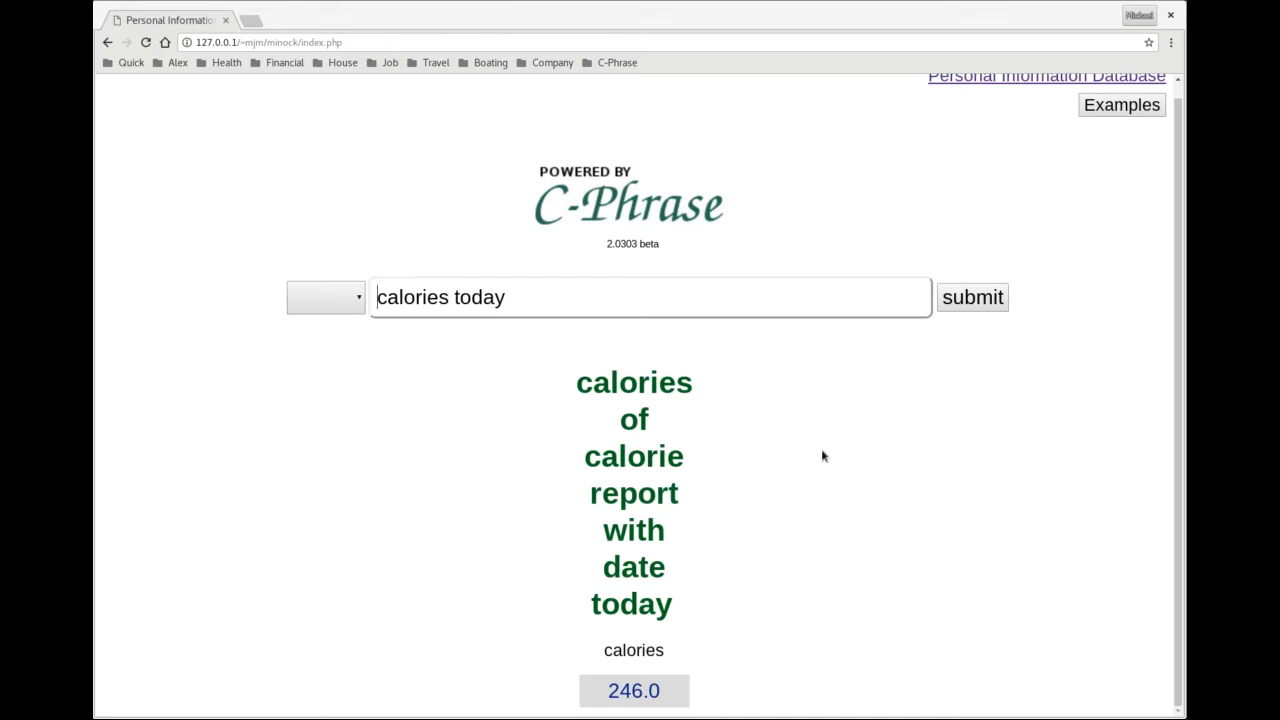 Personal Informatio
Michael
127.0.0.1/~mjm/minock/index.php
Quick Alex Health Financial House Job Travel Boating Company C-Phrase
Personal Information Database
Examples
POWERED BY
C-Phrase
2.0303 beta
calories today submit
calories
of
calorie
report
with
date
today
calories
246.0